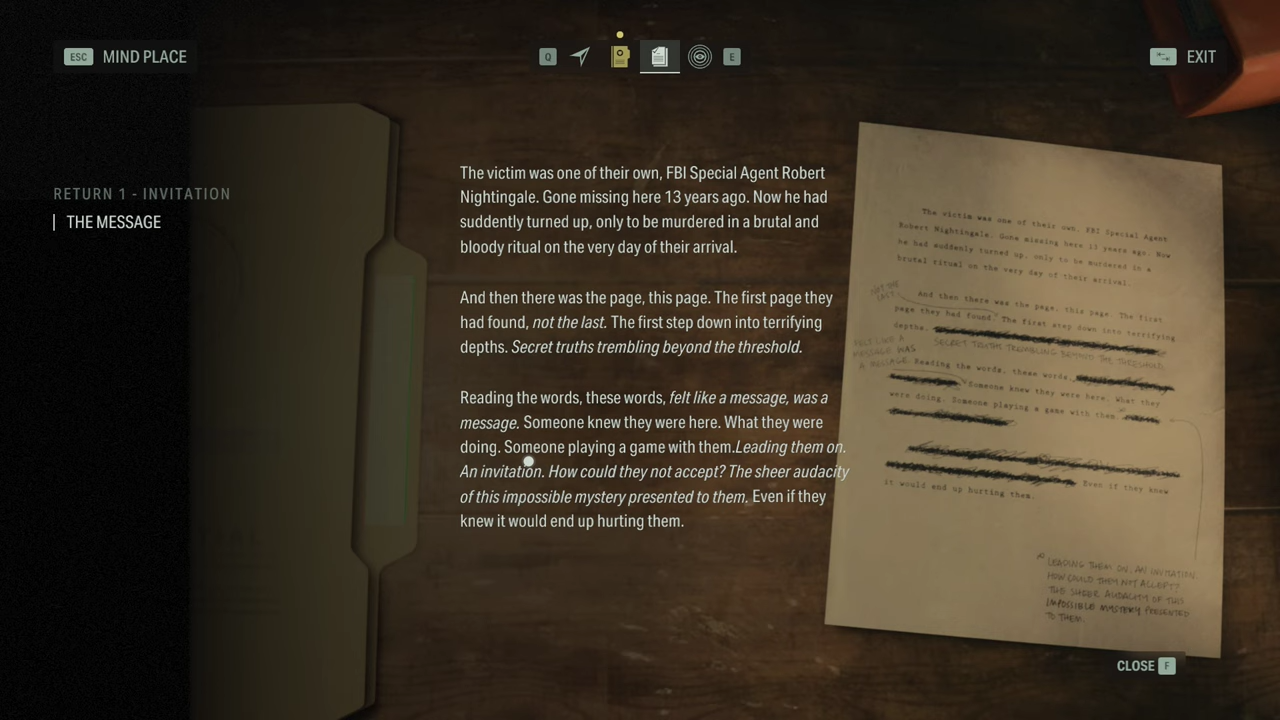 ESC MIND PLACE
Q
E
EXIT
RETURN 1 - INVITATION
THE MESSAGE
The victim was one of their own, FBI Special Agent Robert
Nightingale. Gone missing here 13 years ago. Now he had
suddenly turned up, only to be murdered in a brutal and
bloody ritual on the very day of their arrival.
And then there was the page, this page. The first page they
had found, not the last. The first step down into terrifying
depths. Secret truths trembling beyond the threshold.
Reading the words, these words, felt like a message, was a
message. Someone knew they were here. What they were
doing. Someone playing a game with them.Leading them on.
An invitation. How could they not accept? The sheer audacity
of this impossible mystery presented to them. Even if they
knew it would end up hurting them.
The victim was one of their own, FBI Special Agent
Robert Nightingale. Gone missing here 13 years ago. Now
he had suddenly turned up, only to be murdered in a
brutal and bloody ritual on the very day of their arrival.
NOT THE
LAST.
And then there was the page, this page. The first
page they had found. The first step down into terrifying
depths.
SECRET TRUTHS TREMBLING BEYOND THE THRESHOLD.
FELT LIKE A
MESSAGE WAS
A MESSAGE.
Reading the words, these words,
Someone knew they were here. What they
were doing. Someone playing a game with them.
Even if they knew
it would end up hurting them.
LEADING THEM ON. AN INVITATION.
HOW COULD THEY NOT ACCEPT?
THE SHEER AUDACITY OF THIS
IMPOSSIBLE MYSTERY PRESENTED
TO THEM.
CLOSE F